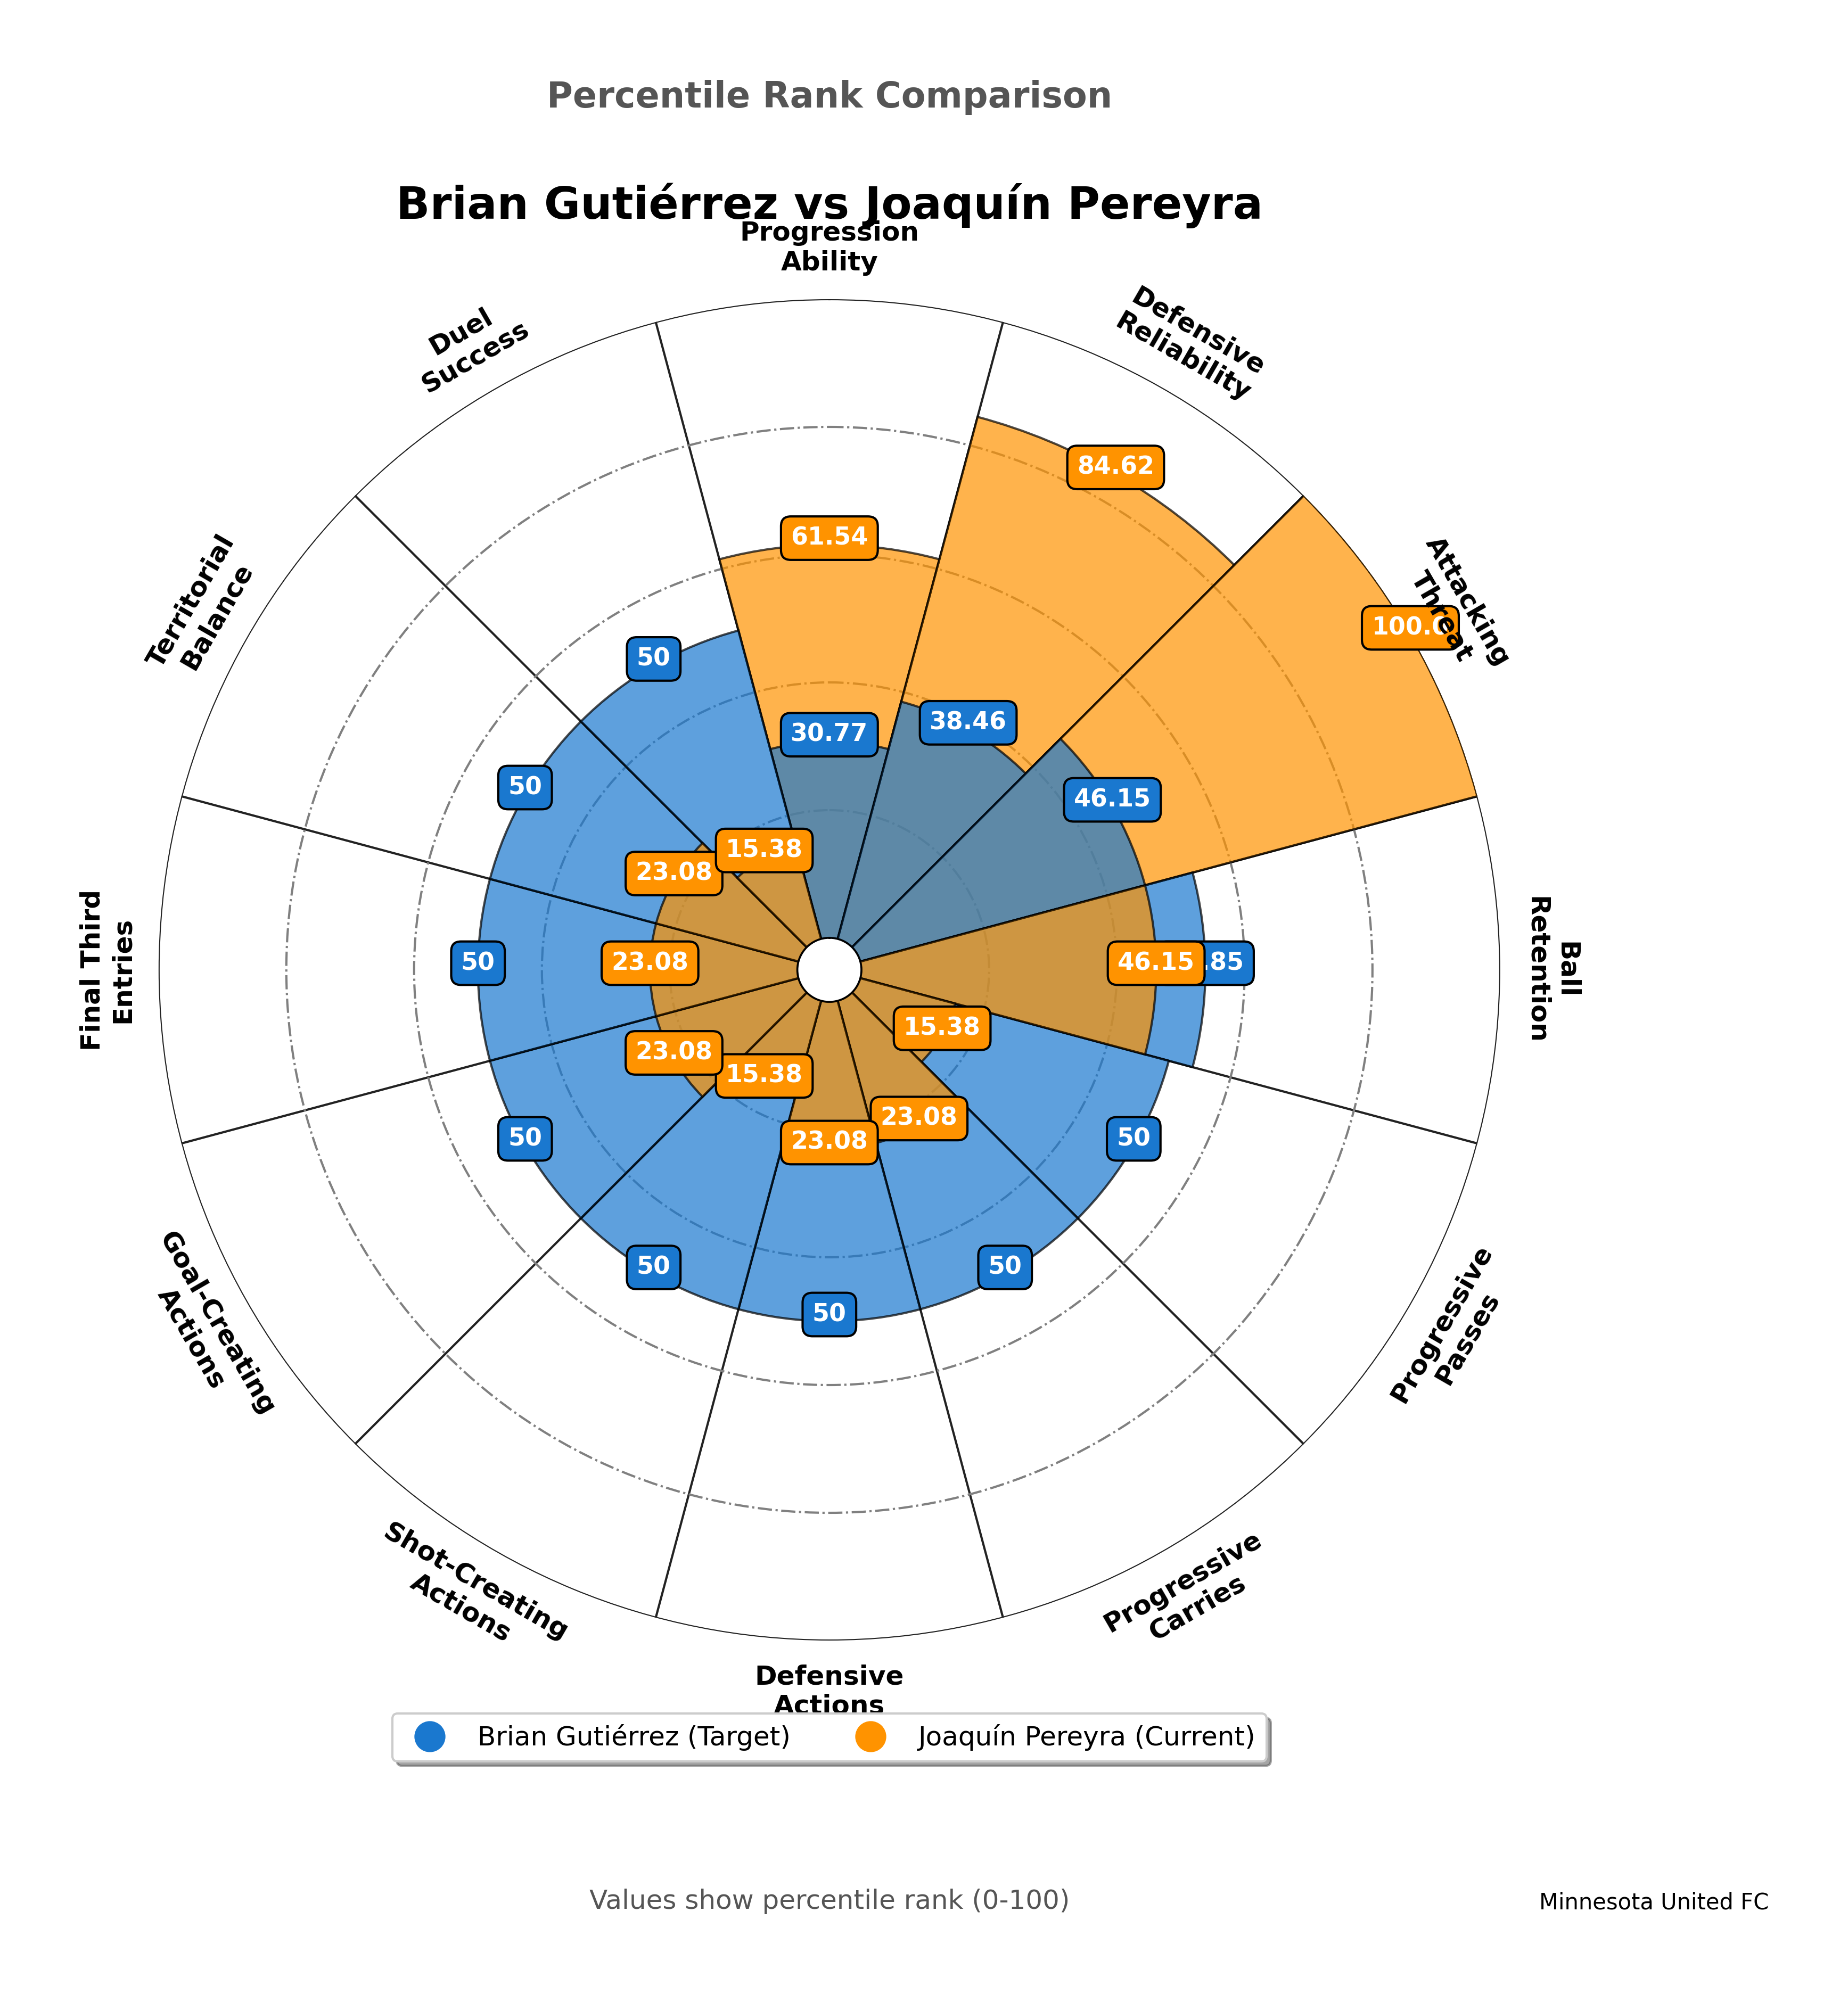 Percentile Rank Comparison
Brian Gutiérrez vs Joaquín Pereyra
Progression
Ability
Defensive
Reliability
Attacking
Threat
Ball
Retention
Progressive
Passes
Progressive
Carries
Defensive
Actions
Shot-Creating
Actions
Goal-Creating
Actions
Final Third
Entries
Territorial
Balance
Duel
Success
84.62
61.54
100.0
50
38.46
30.77
46.15
50
15.38
23.08
50
23.08
46.15
.85
15.38
23.08
15.38
23.08
23.08
50
50
50
50
50
50
Brian Gutiérrez (Target)
Joaquín Pereyra (Current)
Values show percentile rank (0-100)
Minnesota United FC